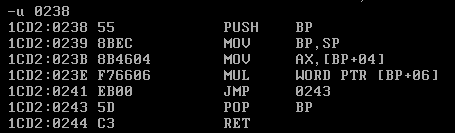 -u 0238
1CD2:0238 55 PUSH BP
1CD2:0239 8BEC MOV BP,SP
1CD2:023B 8B4604 MOV AX,[BP+04]
1CD2:023E F76606 MUL WORD PTR [BP+06]
1CD2:0241 EB00 JMP 0243
1CD2:0243 5D POP BP
1CD2:0244 C3 RET